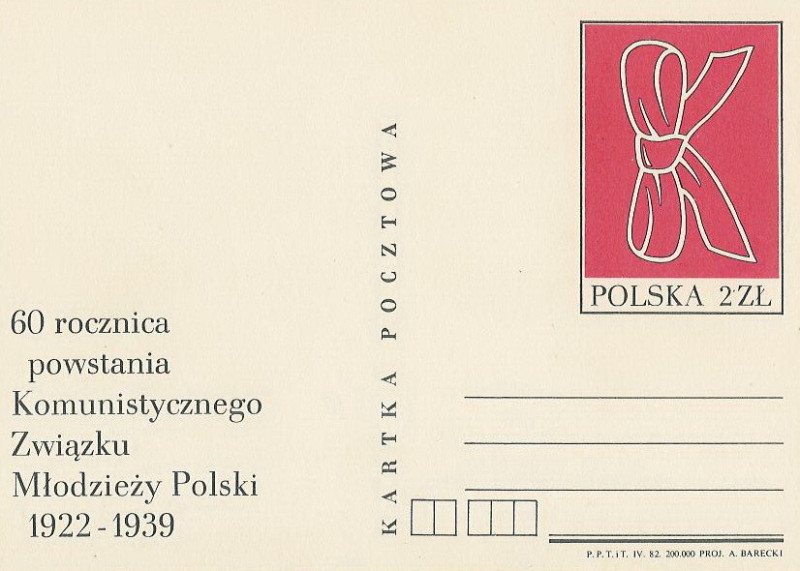 POLSKA 2 ZŁ
60 rocznica
powstania
Komunistycznego
Związku
Młodzieży Polski
1922 - 1939
KARTKA POCZTOWA
P. P. T. i T. IV. 82. 200.000 PROJ. A. BARECKI